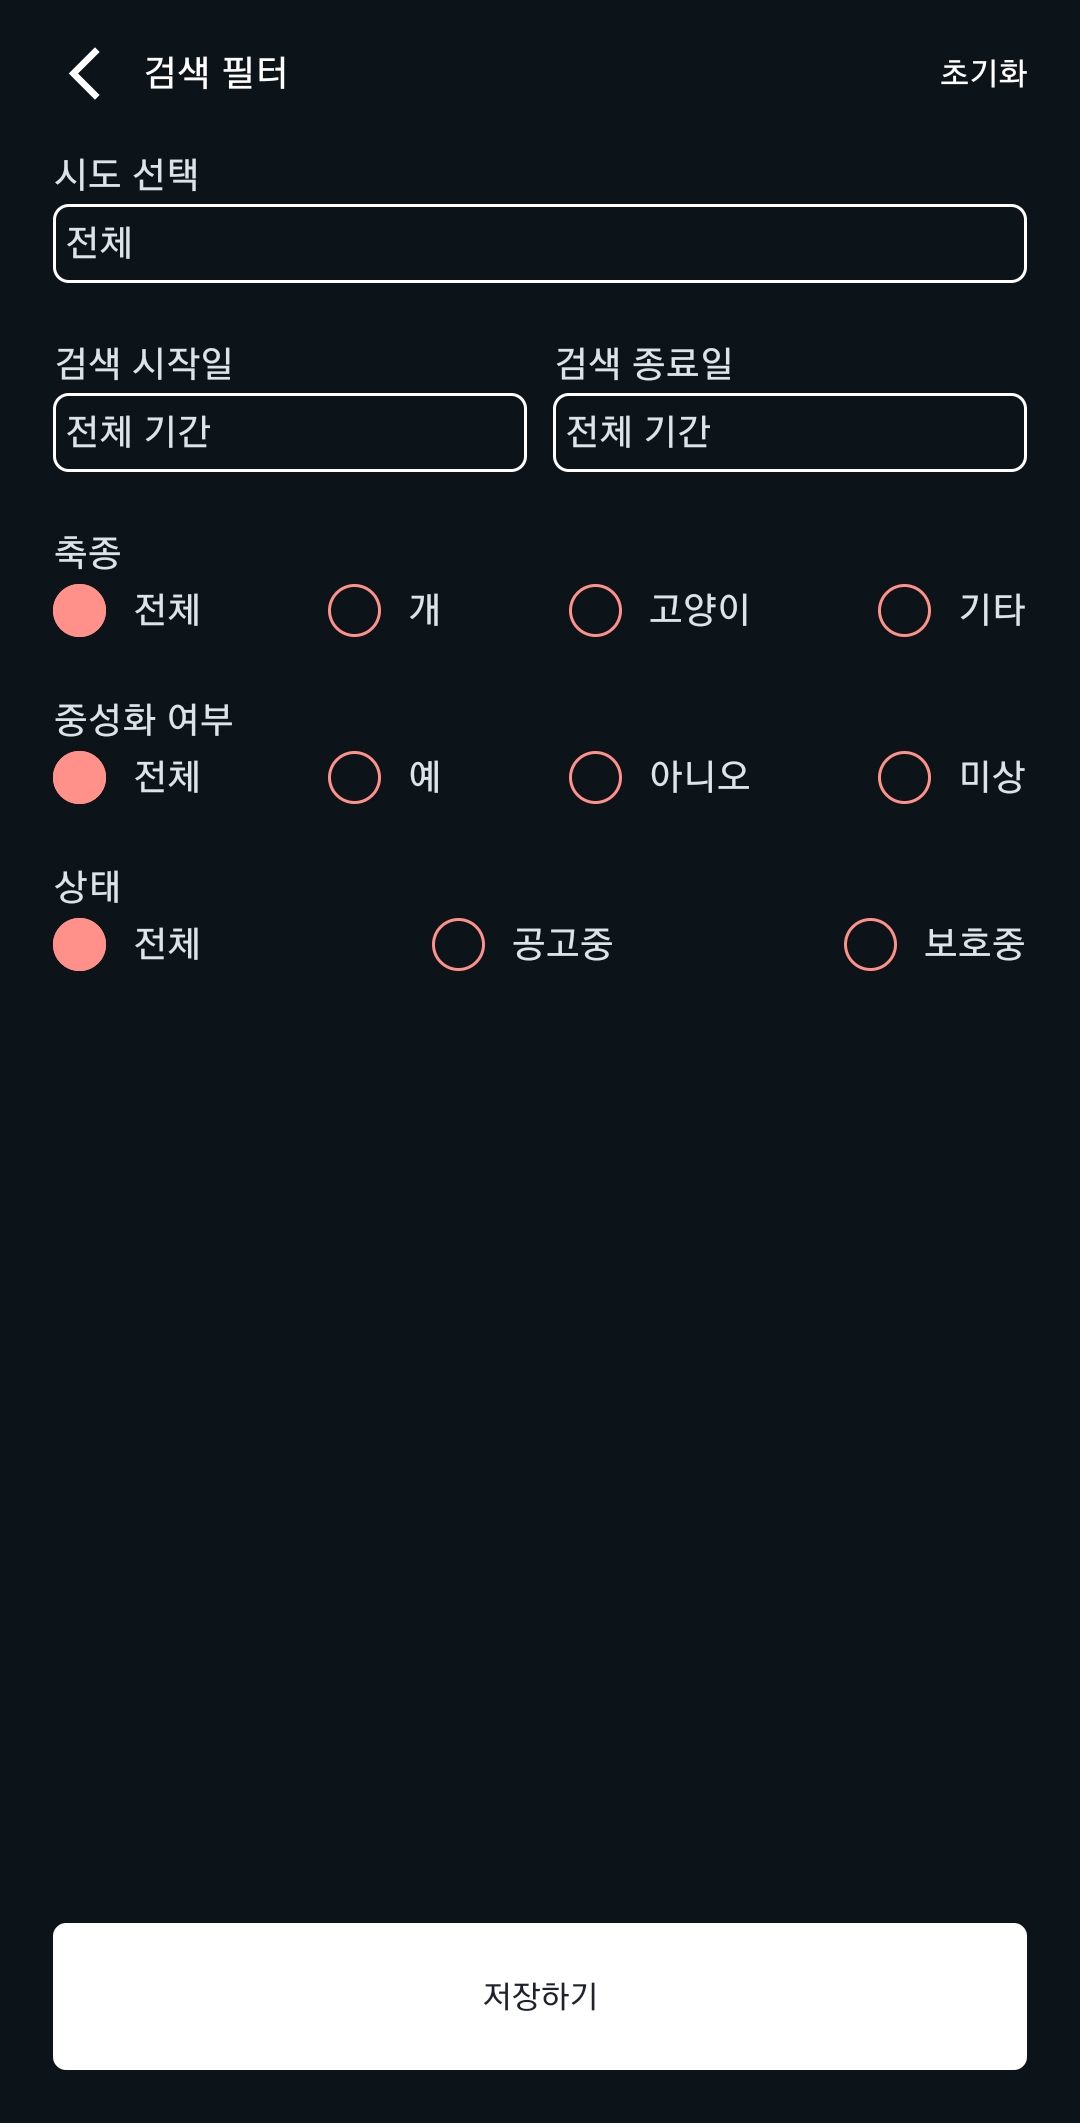 검색 필터 초기화
시도 선택
전체
검색 시작일 검색 종료일
전체 기간 전체 기간
축종
전체 개 고양이 기타
중성화 여부
전체 예 아니오 미상
상태
전체 공고중 보호중
저장하기